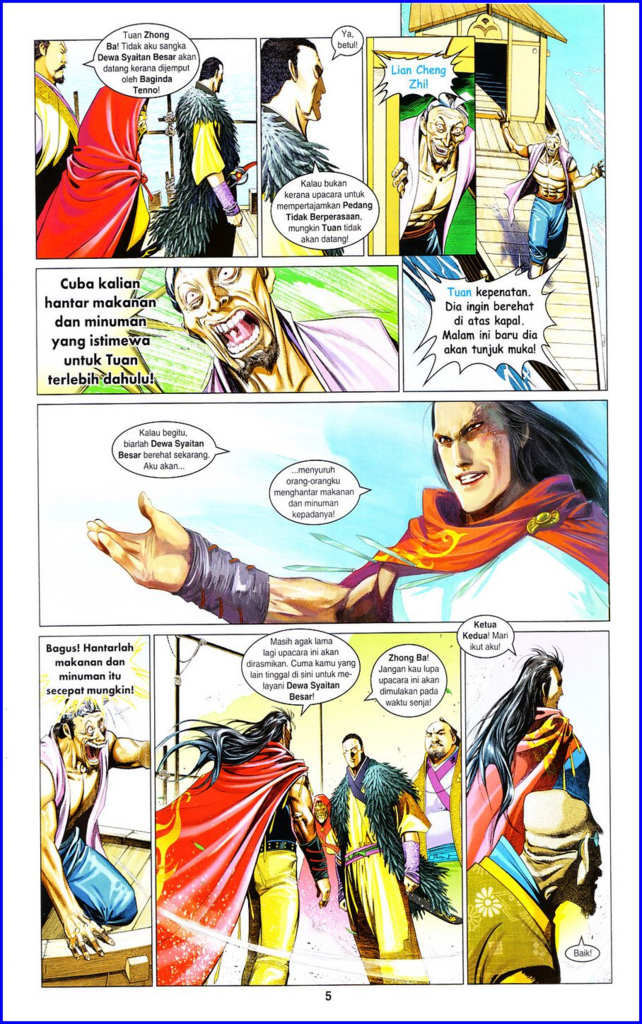 Tuan Zhong
Ba! Tidak aku sangka
Dewa Syaitan Besar akan
datang kerana dijemput
oleh Baginda
Tenno!
Ya,
betul!
Kalau bukan
kerana upacara untuk
mempertajamkan Pedang
Tidak Berperasaan,
mungkin Tuan tidak
akan datang!
Lian Cheng
Zhi!
Cuba kalian
hantar makanan
dan minuman
yang istimewa
untuk Tuan
terlebih dahulu!
Tuan kepenatan.
Dia ingin berehat
di atas kapal.
Malam ini baru dia
akan tunjuk muka!
Kalau begitu,
biarlah Dewa Syaitan
Besar berehat sekarang.
Aku akan...
...menyuruh
orang-orangku
menghantar makanan
dan minuman
kepadanya!
Bagus! Hantarlah
makanan dan
minuman itu
secepat mungkin!
Masih agak lama
lagi upacara ini akan
dirasmikan. Cuma kamu yang
lain tinggal di sini untuk me-
layani Dewa Syaitan
Besar!
Zhong Ba!
Jangan kau lupa
upacara ini akan
dimulakan pada
waktu senja!
Ketua
Kedua! Mari
ikut aku!
Baik!
5